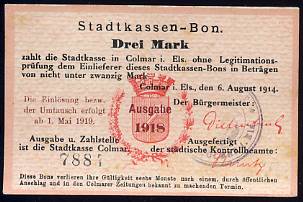 Stadtkassen-Bon.
Drei Mark
zahlt die Stadtkasse in Colmar i. Els. ohne Legitimations-
prüfung dem Einlieferer dieses Stadtkassen-Bons in Beträgen
von nicht unter zwanzig Mark.
Colmar i. Els., den 6. August 1914.
Die Einlösung bezw.
der Umtausch erfolgt
ab 1. Mai 1919.
Ausgabe
1918
Der Bürgermeister:
Ausgabe u. Zahlstelle
ist die Stadtkasse Colmar.
7884
Ausgefertigt:
der städtische Kontrollbeamte:
Diese Bons verlieren ihre Gültigkeit sechs Monate nach einem, durch öffentlichen
Anschlag und in den Colmarer Zeitungen bekannt zu machenden Termin.